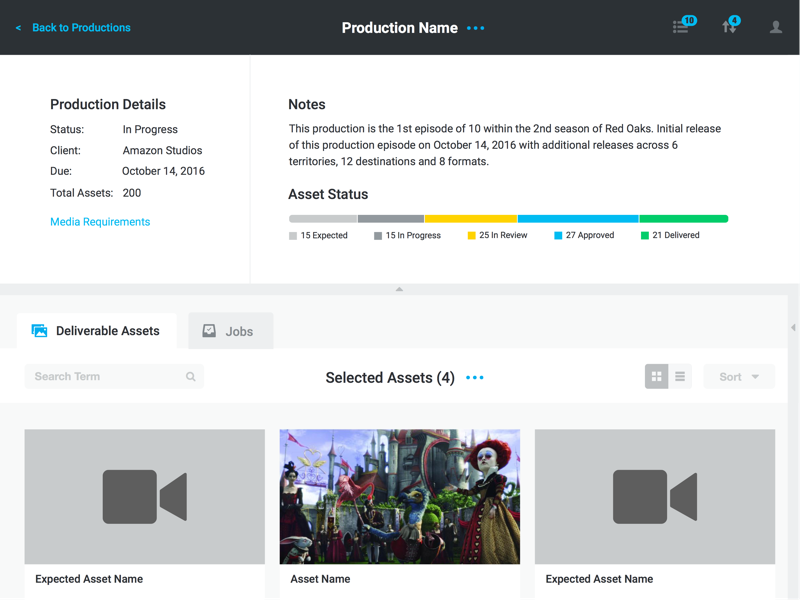 < Back to Productions
Production Name
10
4
Production Details
Status: In Progress
Client: Amazon Studios
Due: October 14, 2016
Total Assets: 200
Media Requirements
Notes
This production is the 1st episode of 10 within the 2nd season of Red Oaks. Initial release
of this production episode on October 14, 2016 with additional releases across 6
territories, 12 destinations and 8 formats.
Asset Status
15 Expected
15 In Progress
25 In Review
27 Approved
21 Delivered
Deliverable Assets
Jobs
Search Term
Selected Assets (4)
Sort
Expected Asset Name
Asset Name
Expected Asset Name